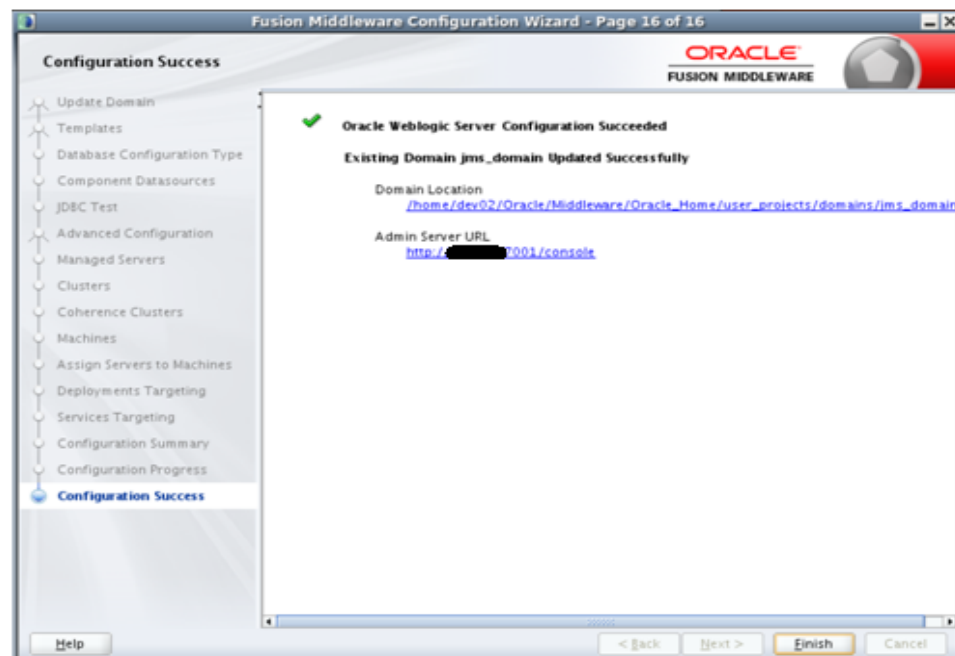 Fusion Middleware Configuration Wizard - Page 16 of 16
Configuration Success
ORACLE
FUSION MIDDLEWARE
Update Domain
Templates
Database Configuration Type
Component Datasources
JDBC Test
Advanced Configuration
Managed Servers
Clusters
Coherence Clusters
Machines
Assign Servers to Machines
Deployments Targeting
Services Targeting
Configuration Summary
Configuration Progress
Configuration Success
Oracle Weblogic Server Configuration Succeeded
Existing Domain jms_domain Updated Successfully
Domain Location
/home/dev02/Oracle/Middleware/Oracle_Home/user_projects/domains/jms_domain
Admin Server URL
http:/ 7001/console
Help
< Back
Next >
Finish
Cancel